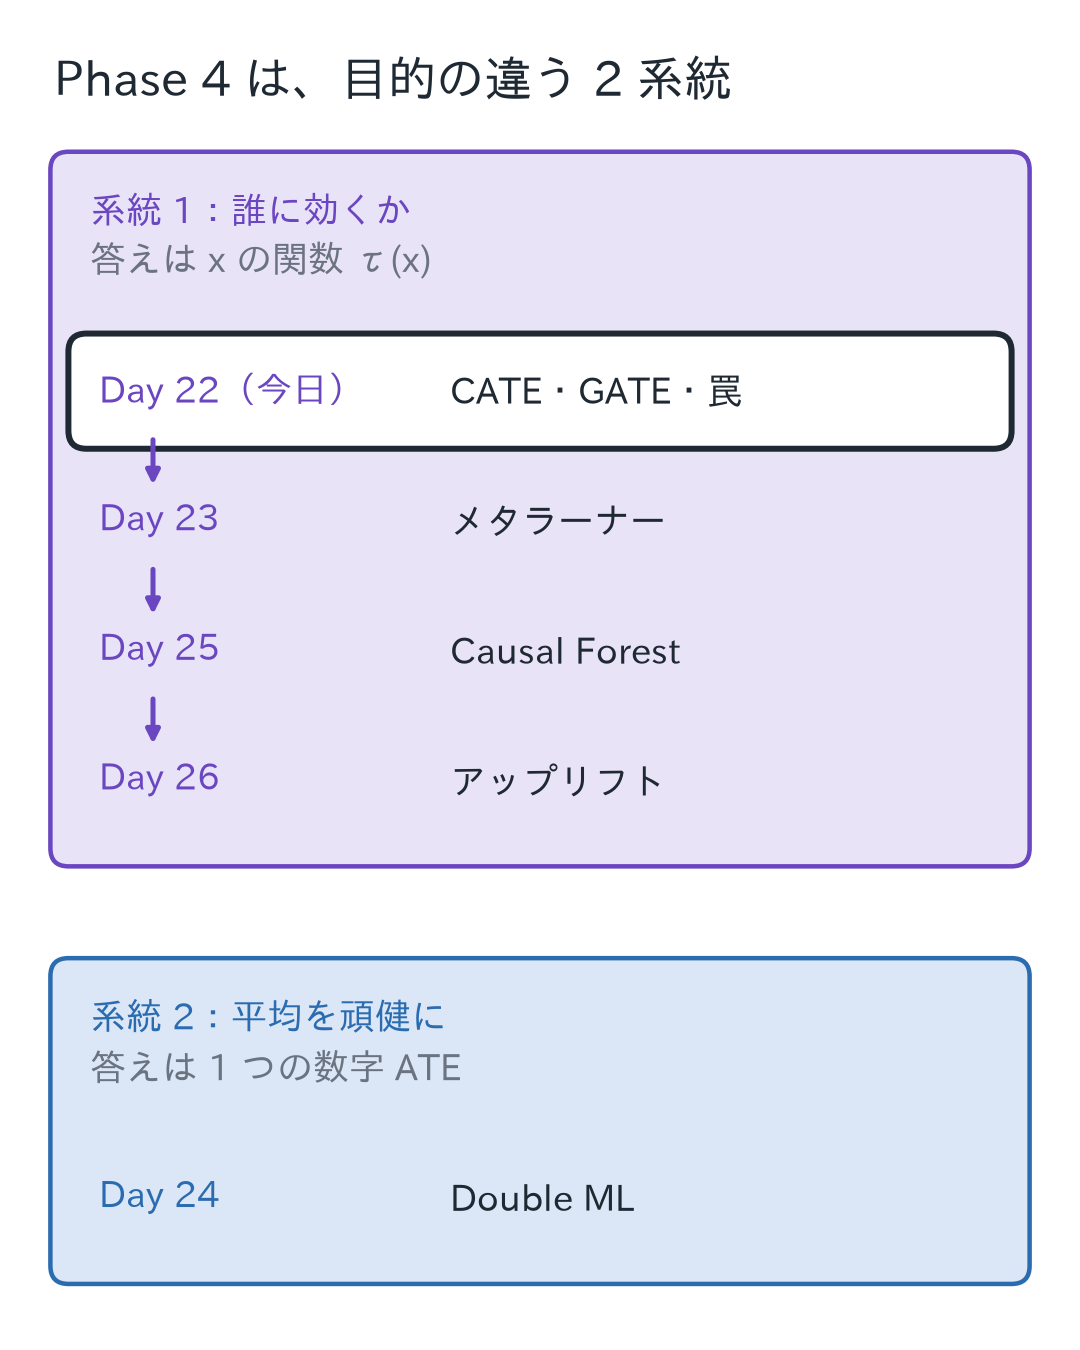 Phase 4 は、目的の違う 2 系統
系統 1：誰に効くか
答えは x の関数 τ(x)
Day 22（今日） CATE・GATE・罠
Day 23 メタラーナー
Day 25 Causal Forest
Day 26 アップリフト
系統 2：平均を頑健に
答えは 1 つの数字 ATE
Day 24 Double ML